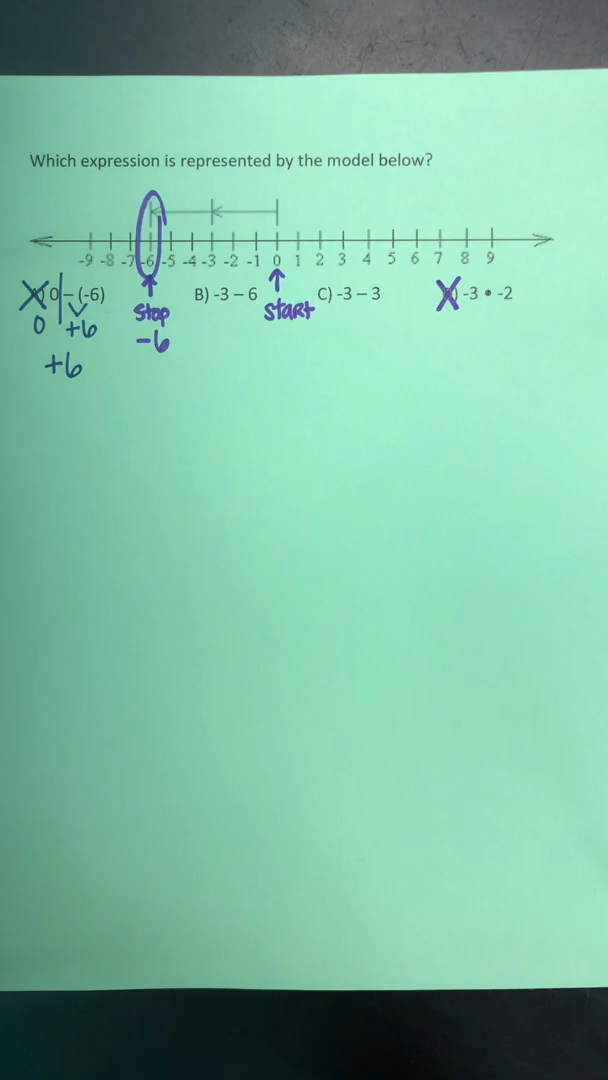 Which expression is represented by the model below?
-9 -8 -7 -6 -5 -4 -3 -2 -1 0 1 2 3 4 5 6 7 8 9
A) 0 – (-6) B) -3 – 6 C) -3 – 3 D) -3 • -2
0 +6 Stop START
-6
+6